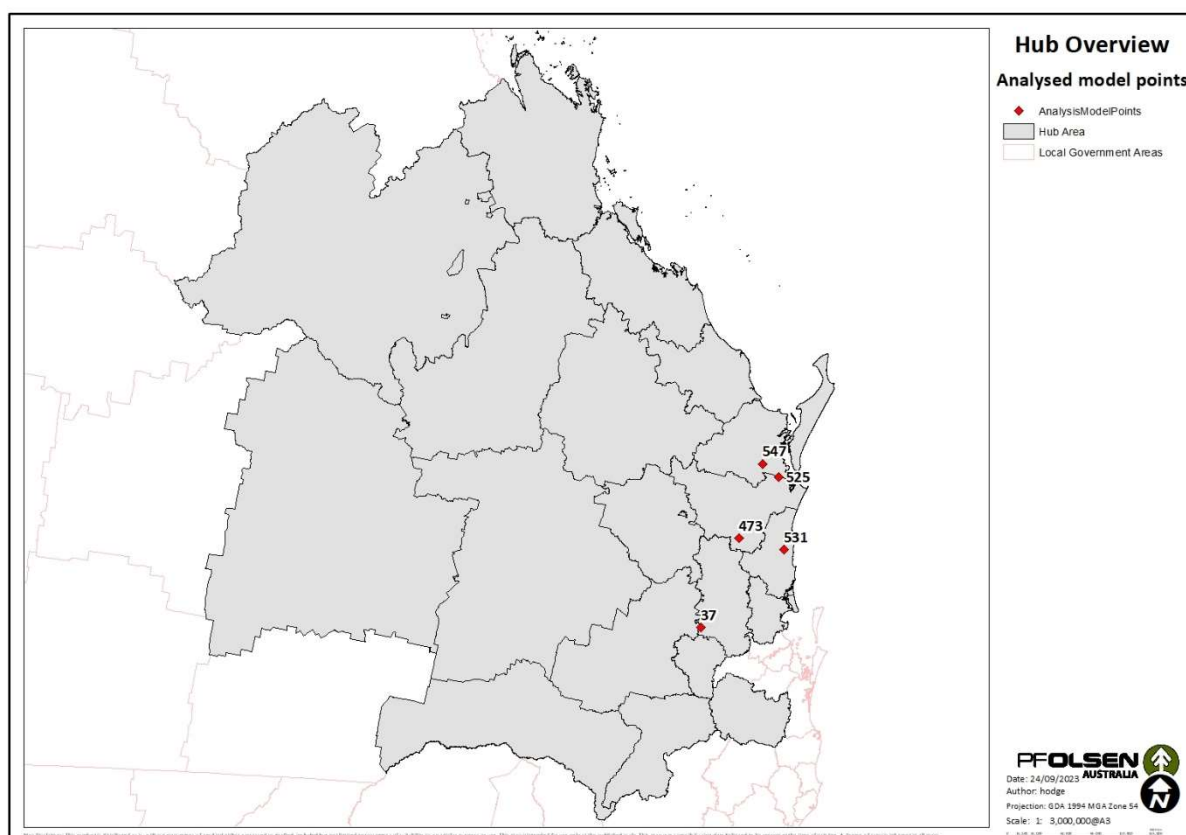 Hub Overview
Analysed model points
AnalysisModelPoints
Hub Area
Local Government Areas
547
525
473
531
37
PFOLSEN
AUSTRALIA
Date: 24/09/2023
Author: hodge
Projection: GDA 1994 MGA Zone 54
N
Scale: 1: 3,000,000@A3